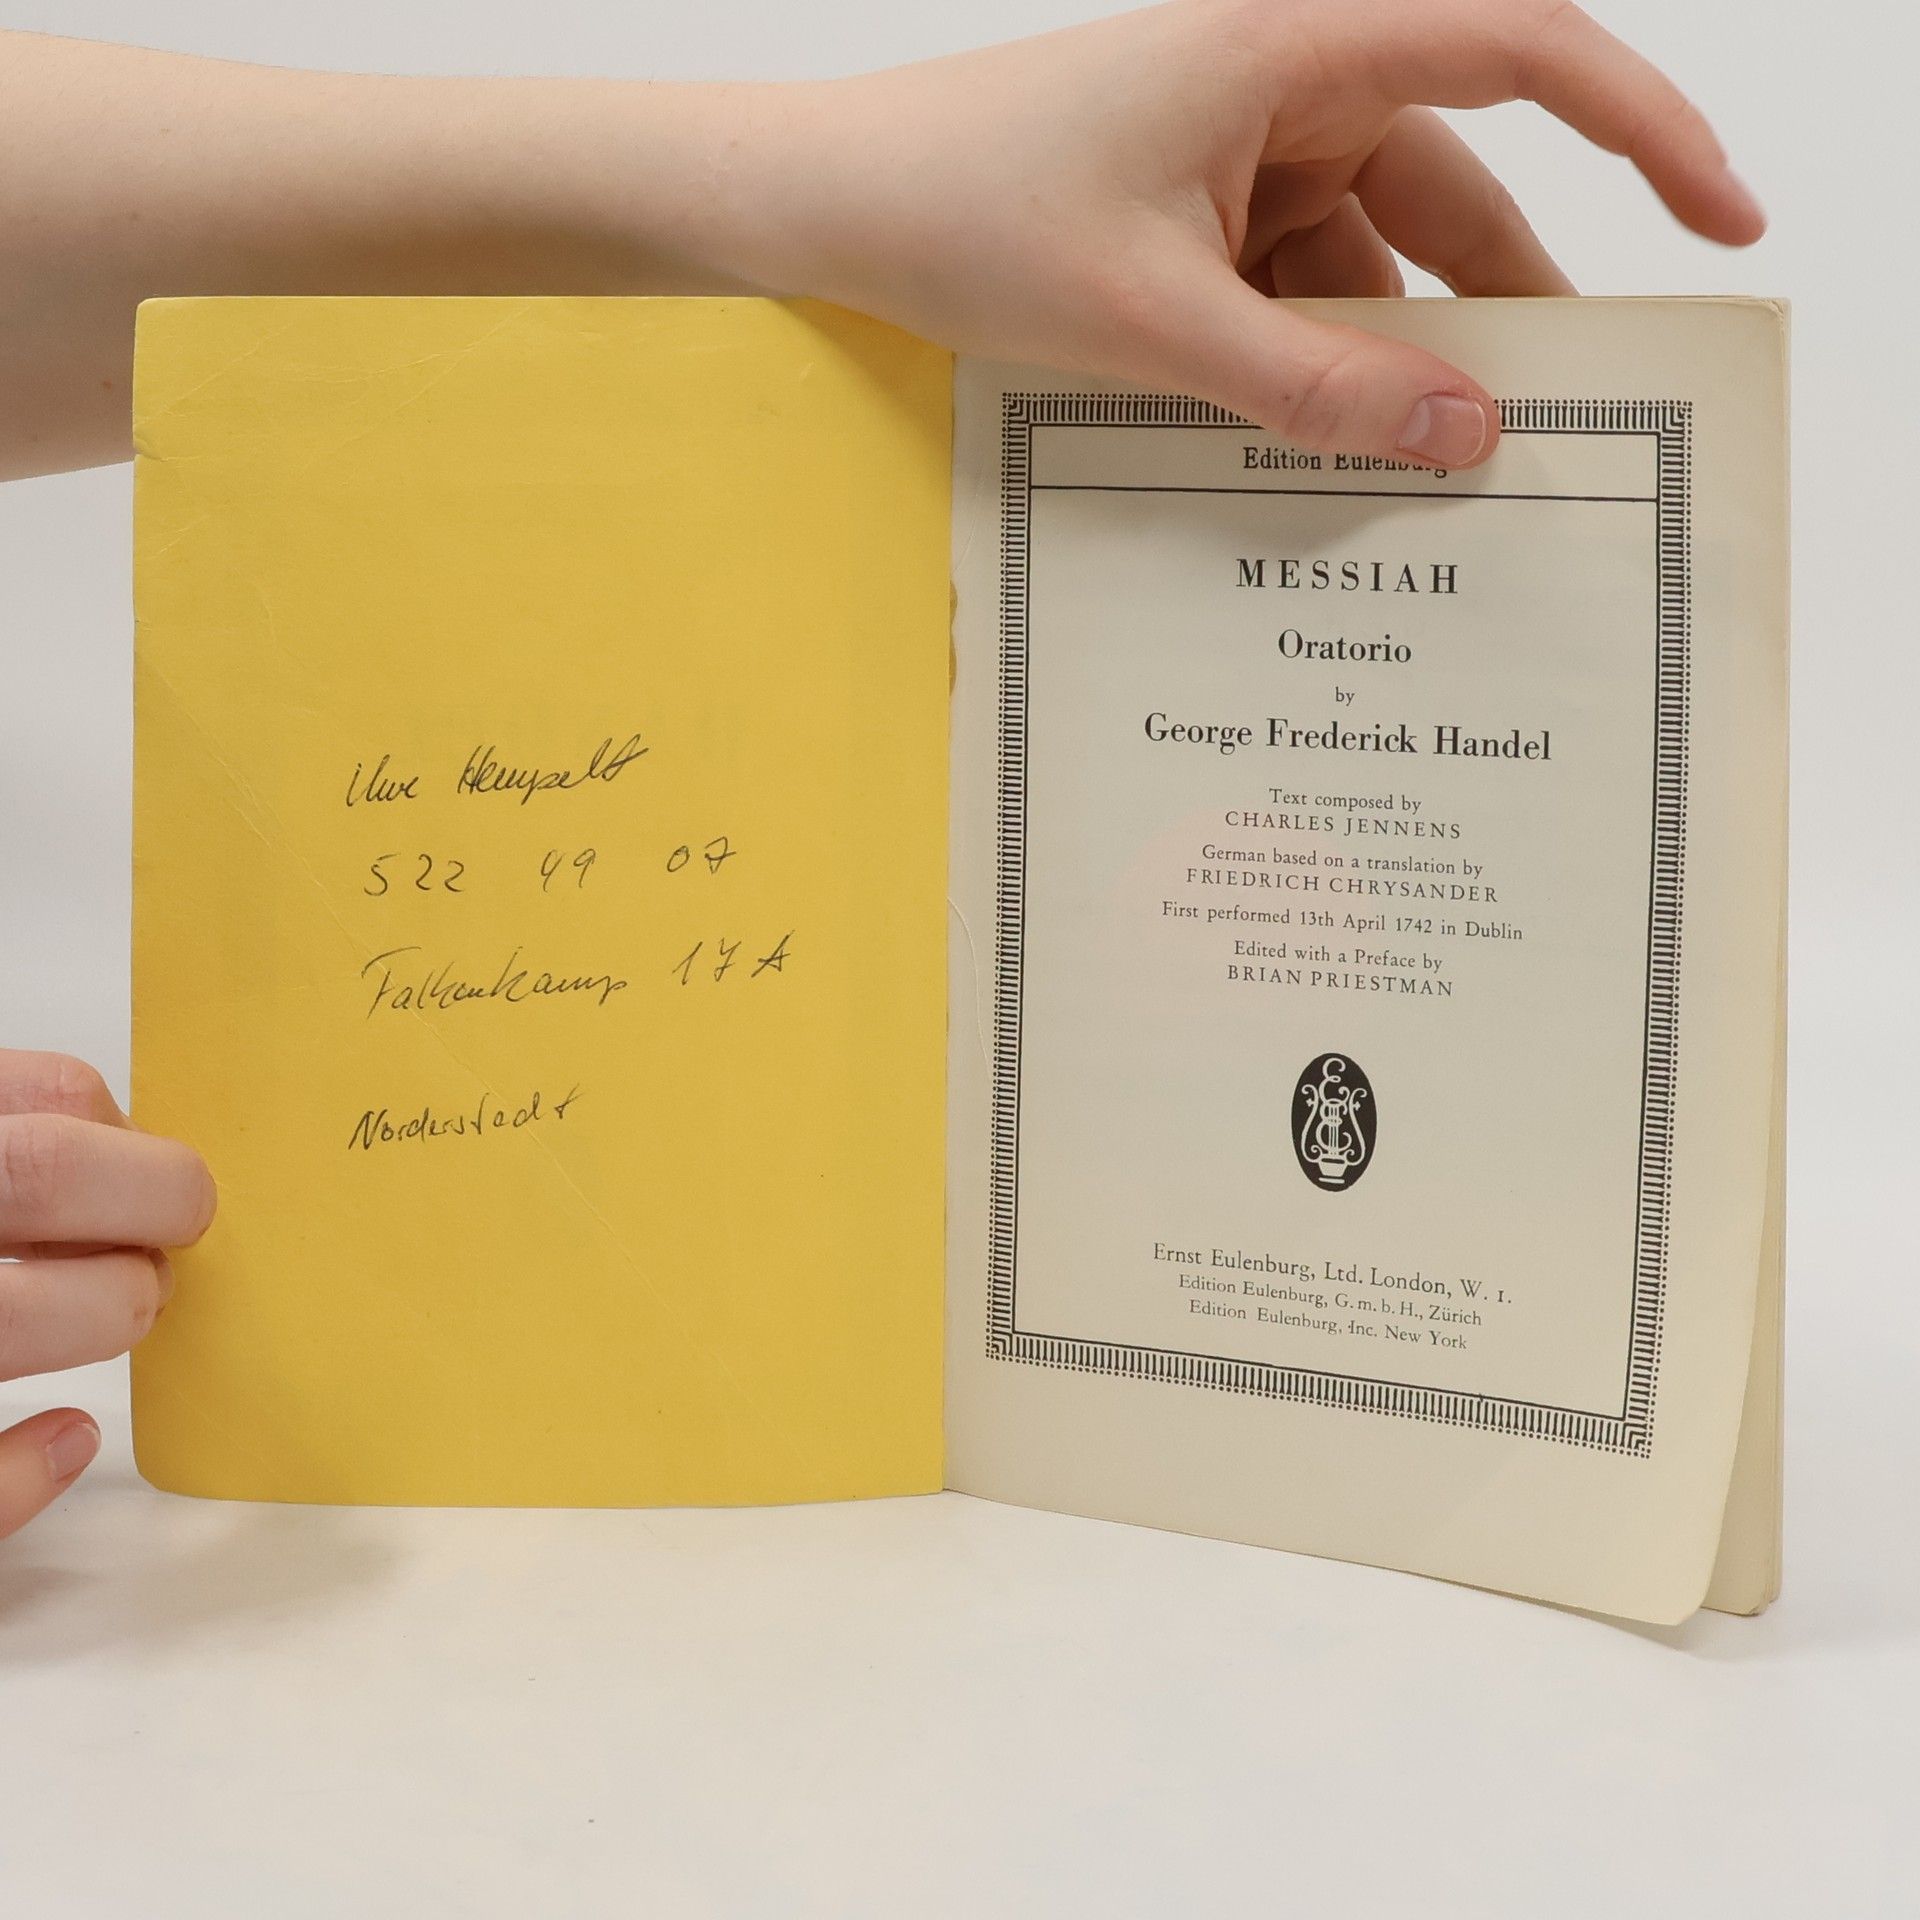 Uwe Hempelt
522 49 07
Falkenkamp 17 A
Norderstedt
Edition Eulenburg
MESSIAH
Oratorio
by
George Frederick Handel
Text composed by
CHARLES JENNENS
German based on a translation by
FRIEDRICH CHRYSANDER
First performed 13th April 1742 in Dublin
Edited with a Preface by
BRIAN PRIESTMAN
Ernst Eulenburg, Ltd. London, W. 1.
Edition Eulenburg, G.m.b.H., Zürich
Edition Eulenburg, Inc. New York